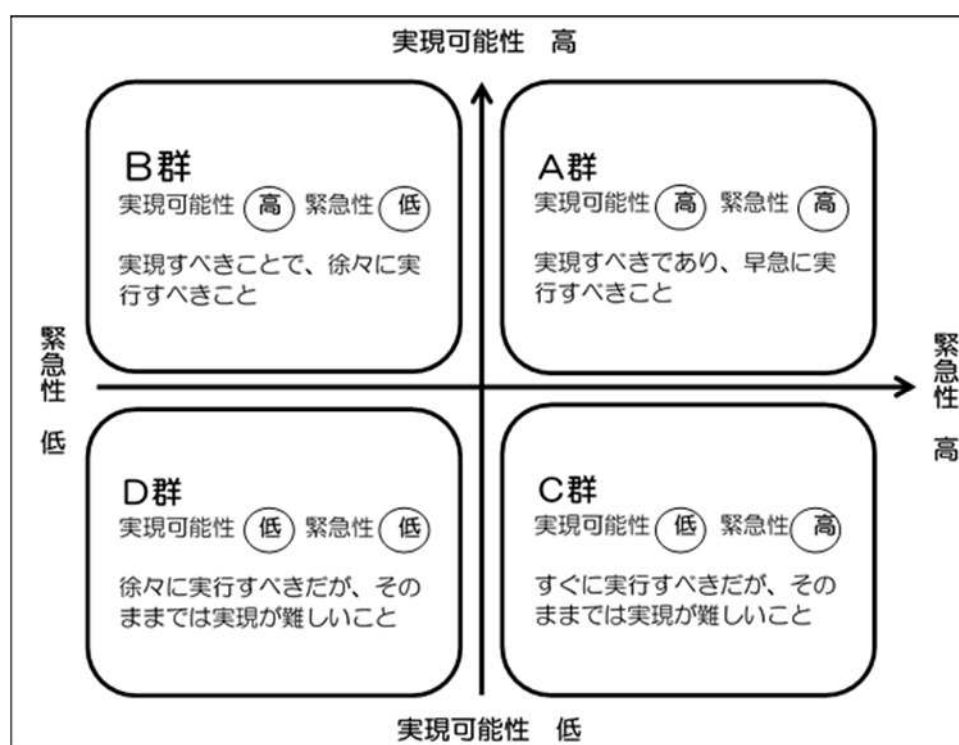 実現可能性　高
B群
実現可能性 高 緊急性 低
実現すべきことで、徐々に実
行すべきこと
A群
実現可能性 高 緊急性 高
実現すべきであり、早急に実
行すべきこと
緊急性　低
緊急性　高
D群
実現可能性 低 緊急性 低
徐々に実行すべきだが、その
ままでは実現が難しいこと
C群
実現可能性 低 緊急性 高
すぐに実行すべきだが、その
ままでは実現が難しいこと
実現可能性　低